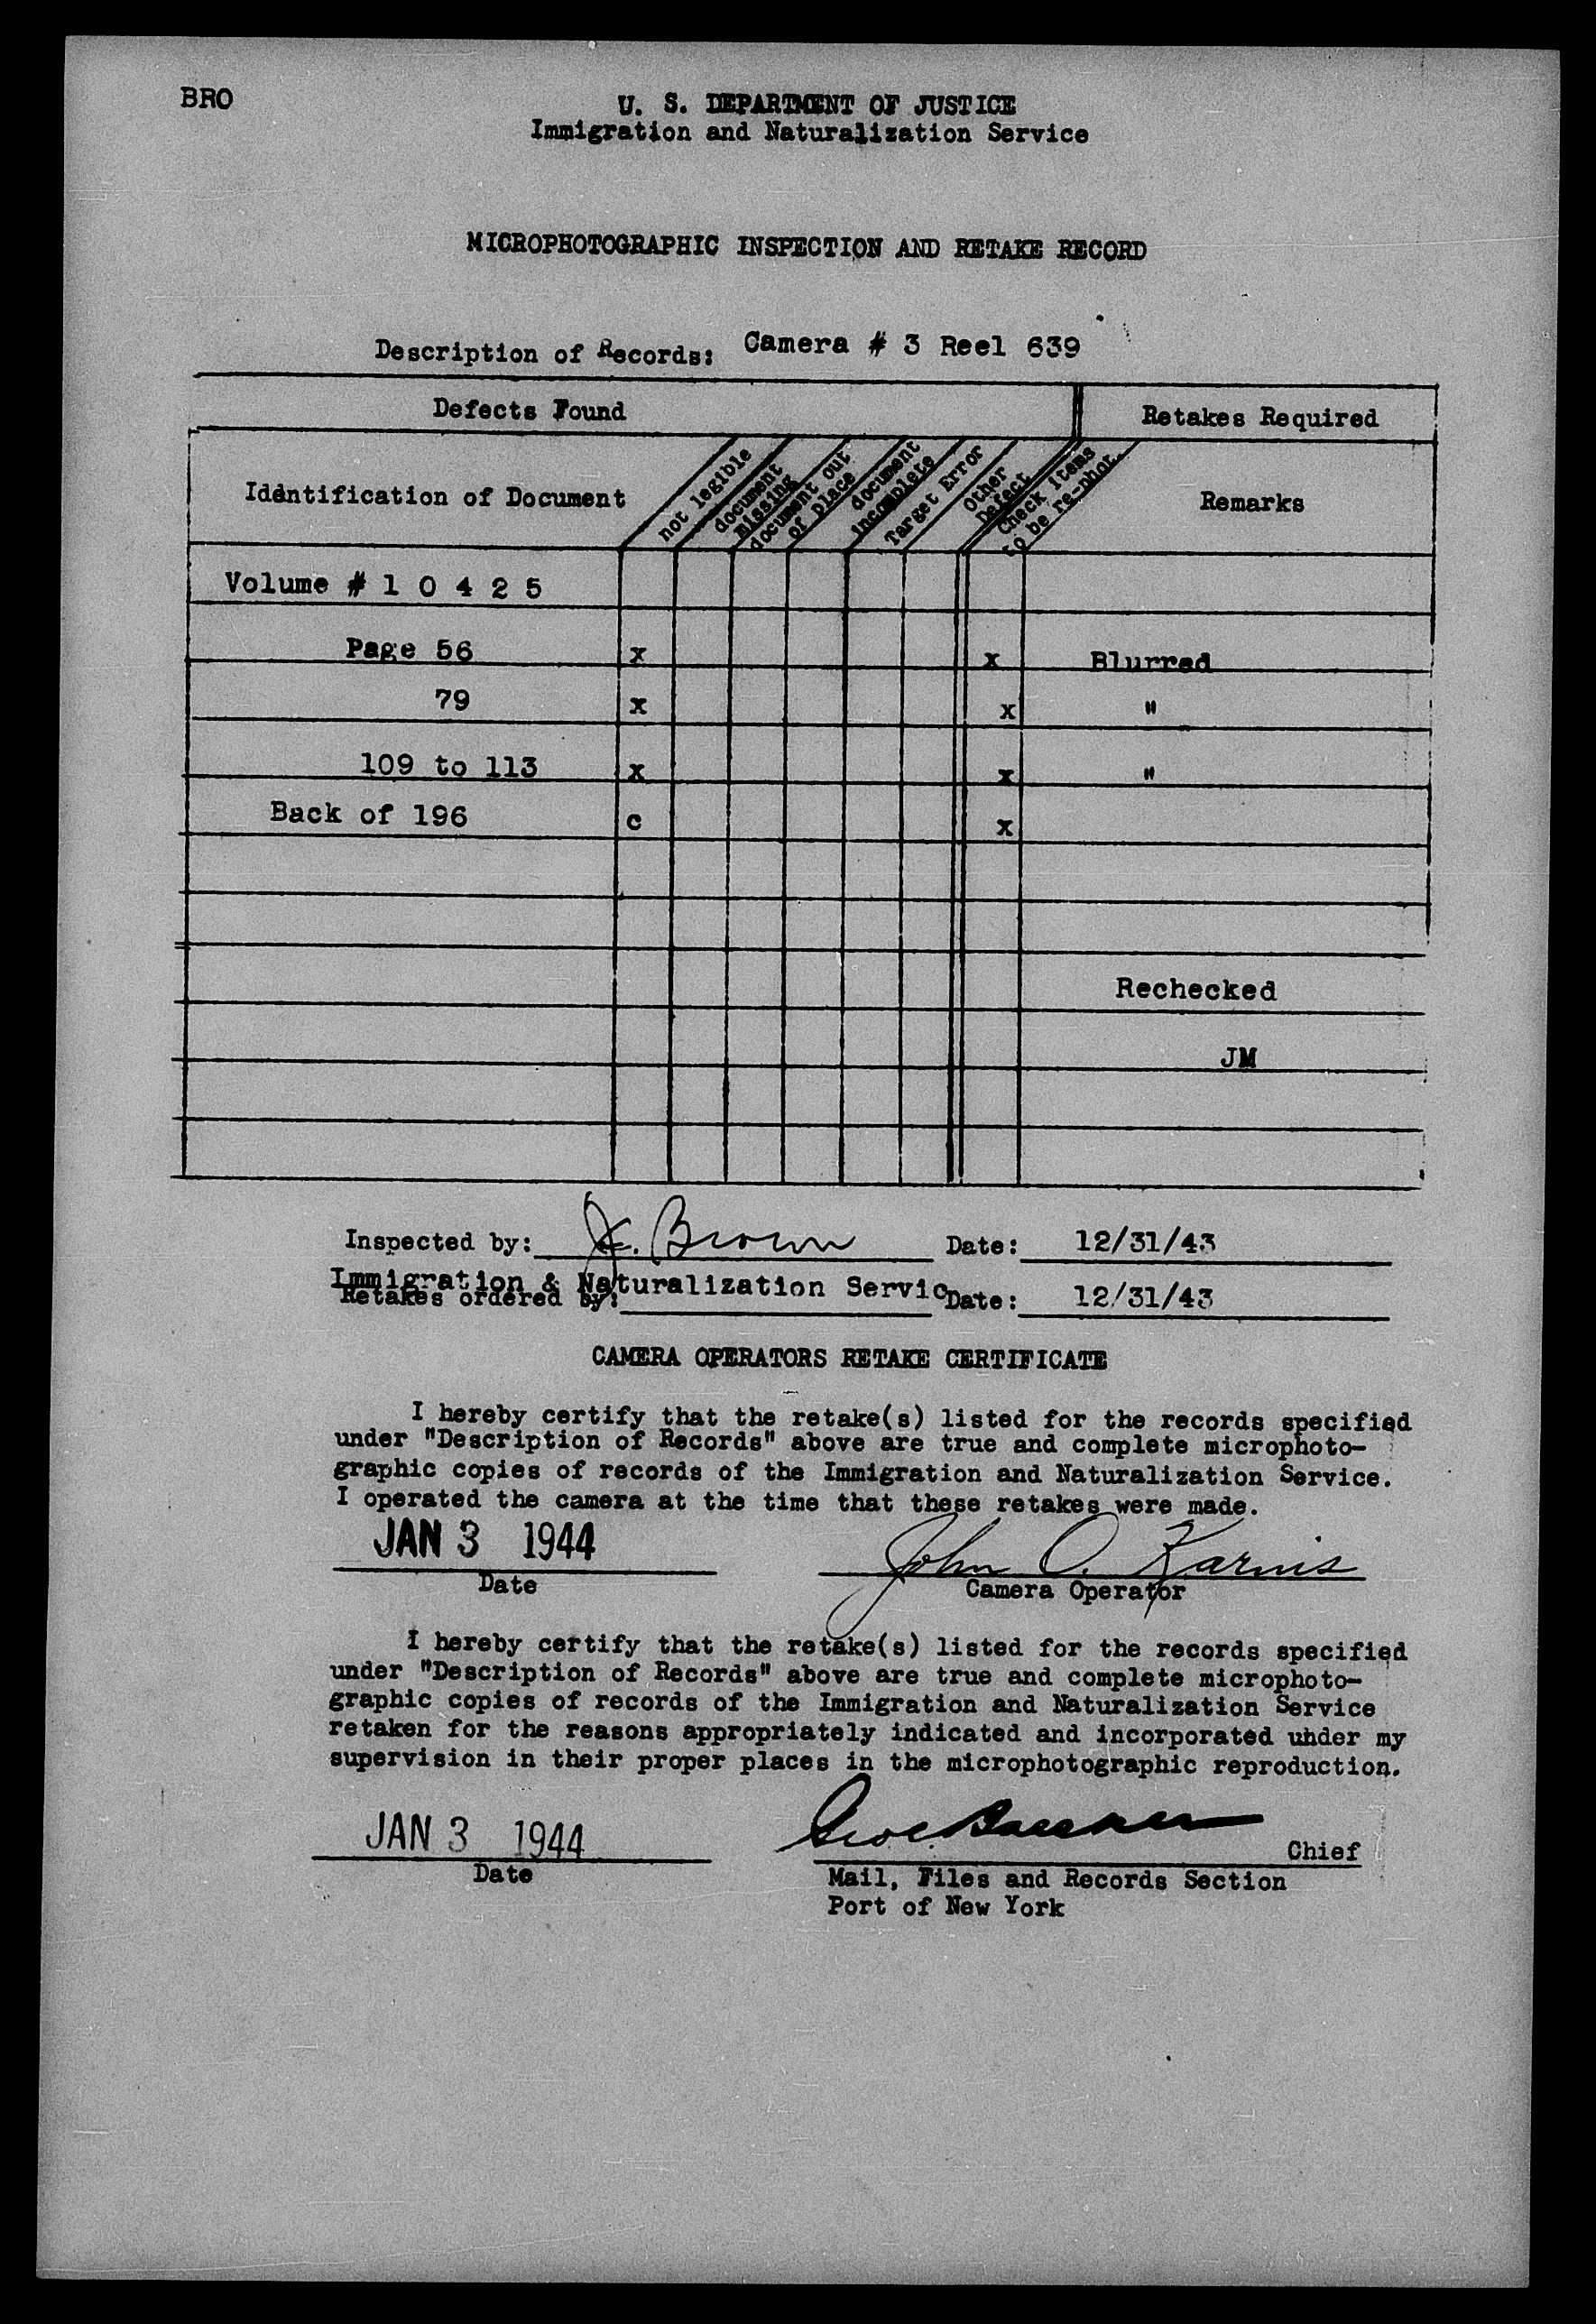 BRO
U. S. DEPARTMENT OF JUSTICE
Immigration and Naturalization Service
MICROPHOTOGRAPHIC INSPECTION AND RETAKE RECORD
Description of Records: Camera # 3 Reel 639
Defects Found Retakes Required
Identification of Document not legible document missing document out of place document incomplete Target Error Other Defect Check items to be re-phot. Remarks
Volume # 1 0 4 2 5
Page 56 x x Blurred
79 x x "
109 to 113 x x "
Back of 196 c x
Rechecked
JM
Inspected by: J. Brown Date: 12/31/43
Immigration & Naturalization Servic
Retakes ordered by: Date: 12/31/43
CAMERA OPERATORS RETAKE CERTIFICATE
I hereby certify that the retake(s) listed for the records specified
under "Description of Records" above are true and complete microphoto-
graphic copies of records of the Immigration and Naturalization Service.
I operated the camera at the time that these retakes were made.
JAN 3 1944 John O. Karnis
Date Camera Operator
I hereby certify that the retake(s) listed for the records specified
under "Description of Records" above are true and complete microphoto-
graphic copies of records of the Immigration and Naturalization Service
retaken for the reasons appropriately indicated and incorporated under my
supervision in their proper places in the microphotographic reproduction.
JAN 3 1944 Chief
Date Mail, Files and Records Section
Port of New York